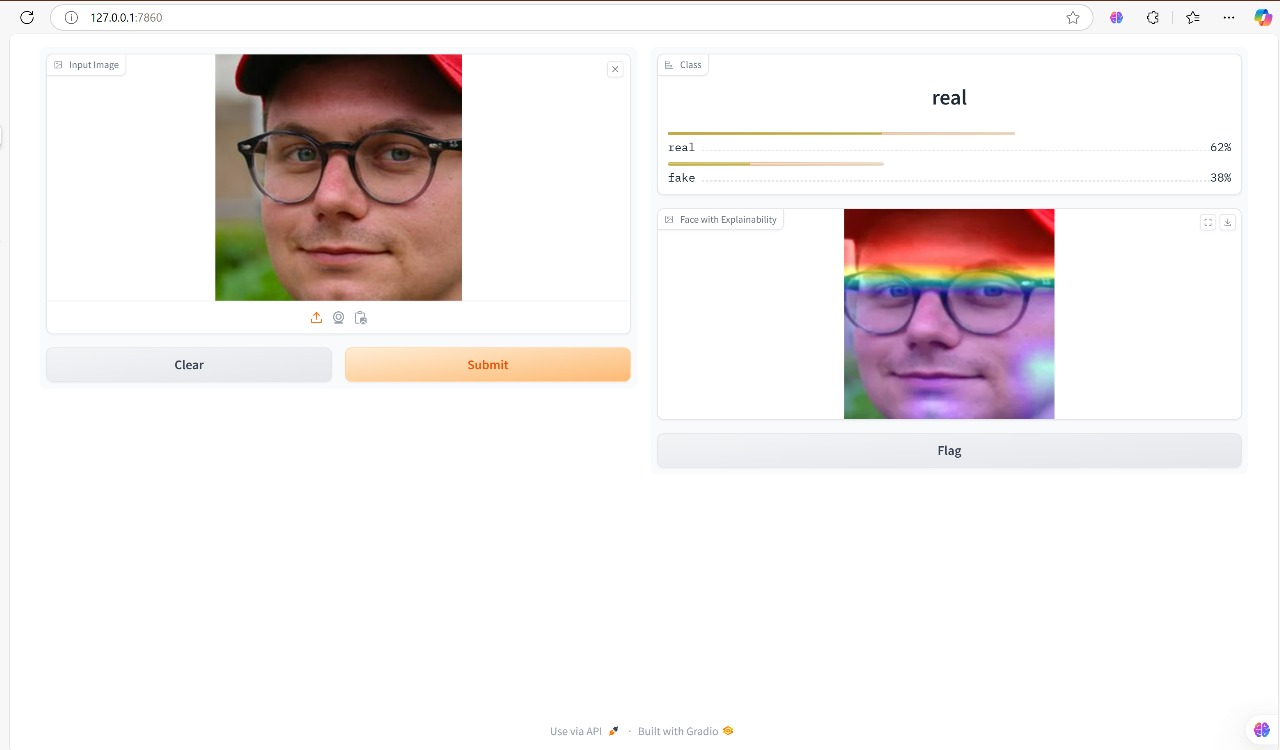 127.0.0.1:7860
Input Image
Clear
Submit
Class
real
real 62%
fake 38%
Face with Explainability
Flag
Use via API 🚀 · Built with Gradio